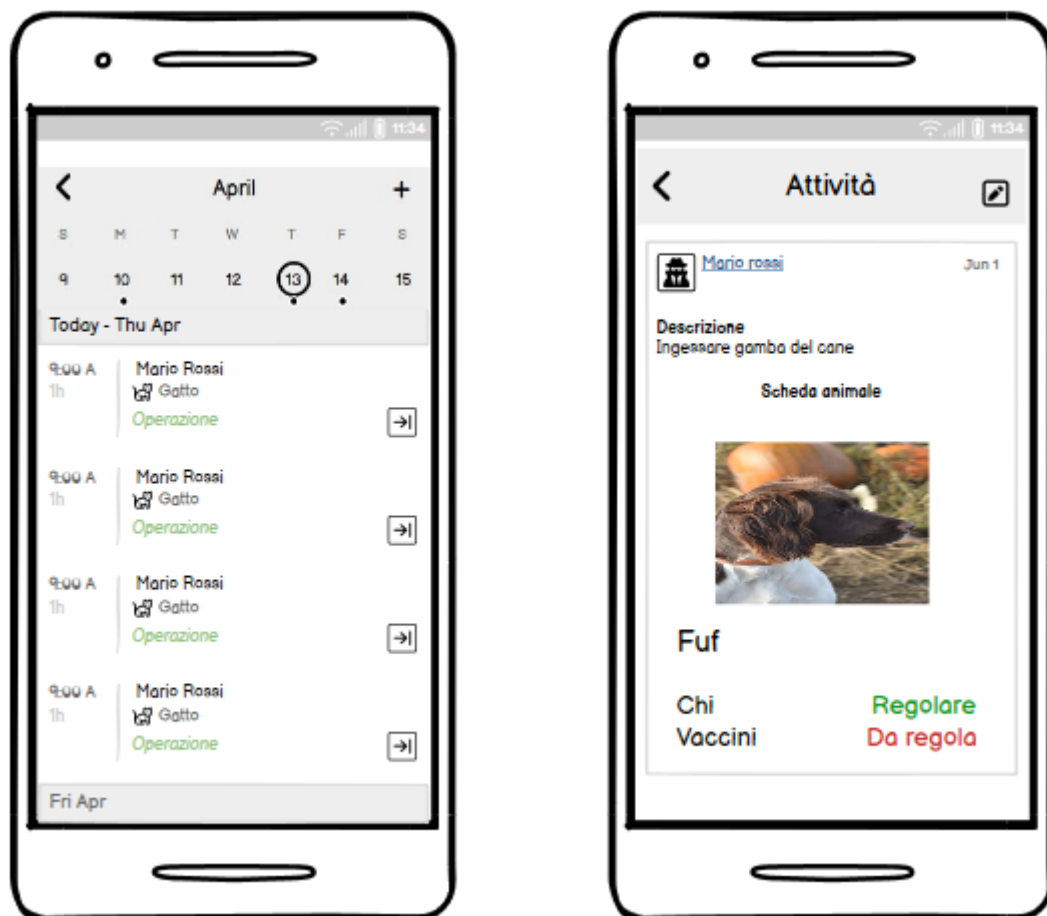 11:34
April +
S M T W T F S
9 10 11 12 13 14 15
Today - Thu Apr
9:00 A Mario Rossi
1h Gatto
Operazione
9:00 A Mario Rossi
1h Gatto
Operazione
9:00 A Mario Rossi
1h Gatto
Operazione
9:00 A Mario Rossi
1h Gatto
Operazione
Fri Apr
11:34
Attività
Mario rossi Jun 1
Descrizione
Ingessare gamba del cane
Scheda animale
Fuf
Chi Regolare
Vaccini Da regola